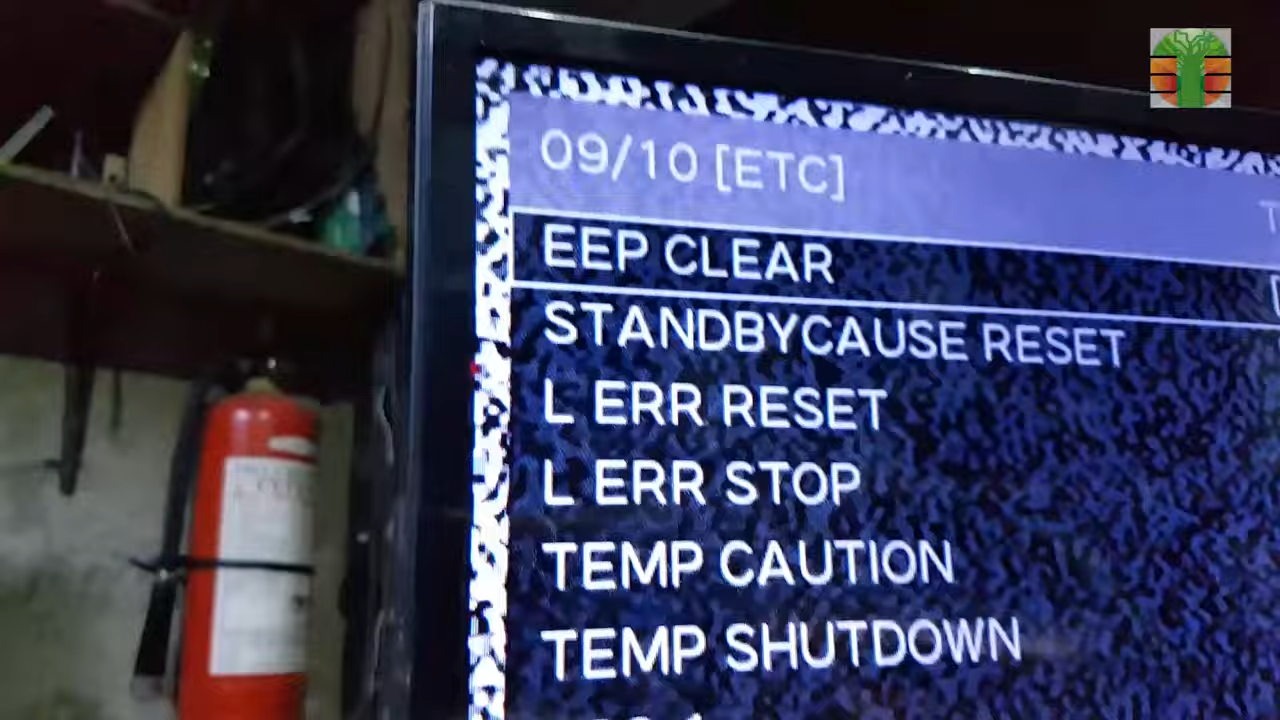 09/10 [ETC]
EEP CLEAR
STANDBYCAUSE RESET
L ERR RESET
L ERR STOP
TEMP CAUTION
TEMP SHUTDOWN